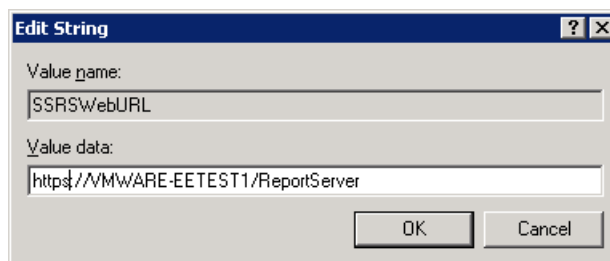 Edit String
Value name:
SSRSWebURL
Value data:
https://VMWARE-EETEST1/ReportServer
OK
Cancel